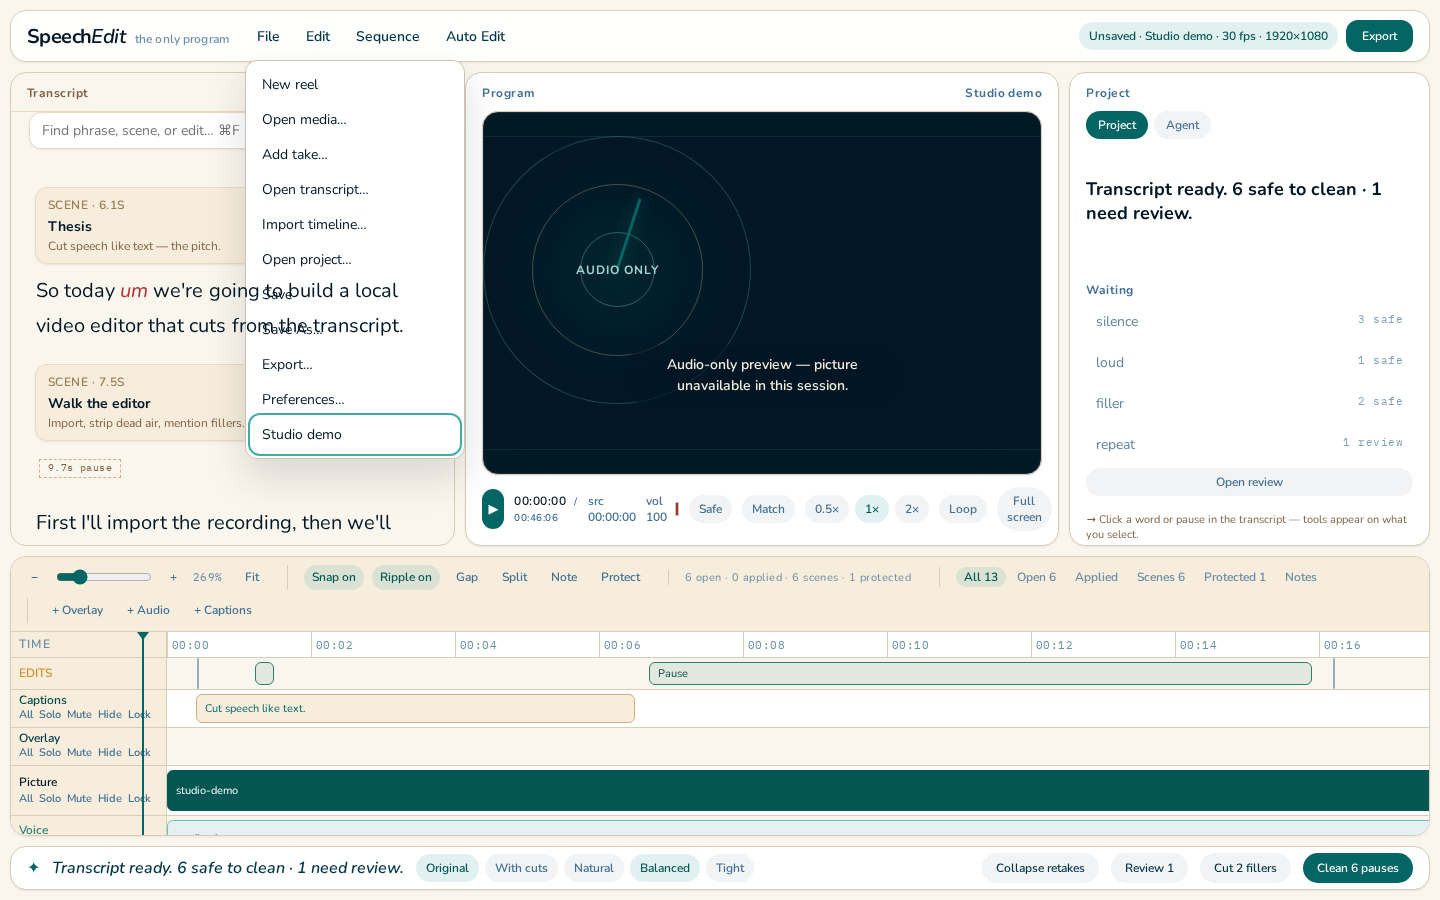 SpeechEdit the only program File Edit Sequence Auto Edit Unsaved · Studio demo · 30 fps · 1920×1080 Export
Transcript
Find phrase, scene, or edit... ⌘F
SCENE · 6.1S
Thesis
Cut speech like text — the pitch.
So today um we're going to build a local
video editor that cuts from the transcript.
SCENE · 7.5S
Walk the editor
Import, strip dead air, mention fillers.
9.7s pause
First I'll import the recording, then we'll
New reel
Open media...
Add take...
Open transcript...
Import timeline...
Open project...
Save
Save As...
Export...
Preferences...
Studio demo
Program Studio demo
AUDIO ONLY
Audio-only preview — picture
unavailable in this session.
▶ 00:00:00 / 00:46:06 src 00:00:00 vol 100 Safe Match 0.5× 1× 2× Loop Full screen
Project
Project Agent
Transcript ready. 6 safe to clean · 1
need review.
Waiting
silence 3 safe
loud 1 safe
filler 2 safe
repeat 1 review
Open review
→ Click a word or pause in the transcript — tools appear on what
you select.
− + 269% Fit Snap on Ripple on Gap Split Note Protect 6 open · 0 applied · 6 scenes · 1 protected All 13 Open 6 Applied Scenes 6 Protected 1 Notes
+ Overlay + Audio + Captions
TIME 00:00 00:02 00:04 00:06 00:08 00:10 00:12 00:14 00:16
EDITS Pause
Captions
All Solo Mute Hide Lock
Cut speech like text.
Overlay
All Solo Mute Hide Lock
Picture
All Solo Mute Hide Lock
studio-demo
Voice
✦ Transcript ready. 6 safe to clean · 1 need review. Original With cuts Natural Balanced Tight Collapse retakes Review 1 Cut 2 fillers Clean 6 pauses